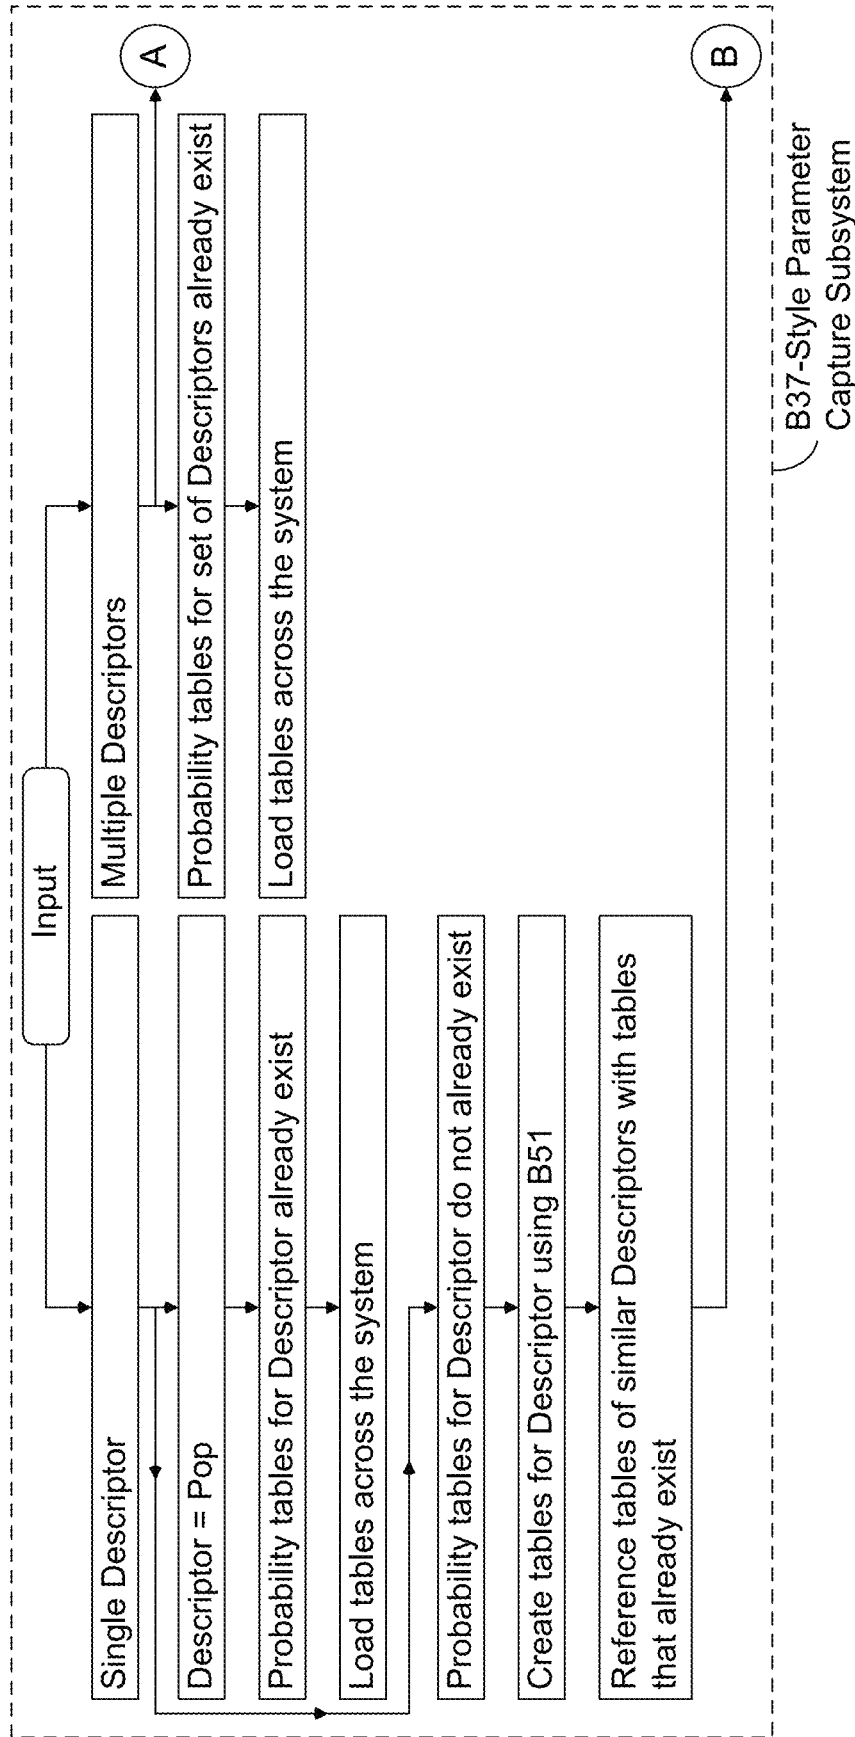 Input
Single Descriptor
Descriptor = Pop
Probability tables for Descriptor already exist
Load tables across the system
Probability tables for Descriptor do not already exist
Create tables for Descriptor using B51
Reference tables of similar Descriptors with tables
that already exist
Multiple Descriptors
Probability tables for set of Descriptors already exist
Load tables across the system
A
B
B37-Style Parameter
Capture Subsystem